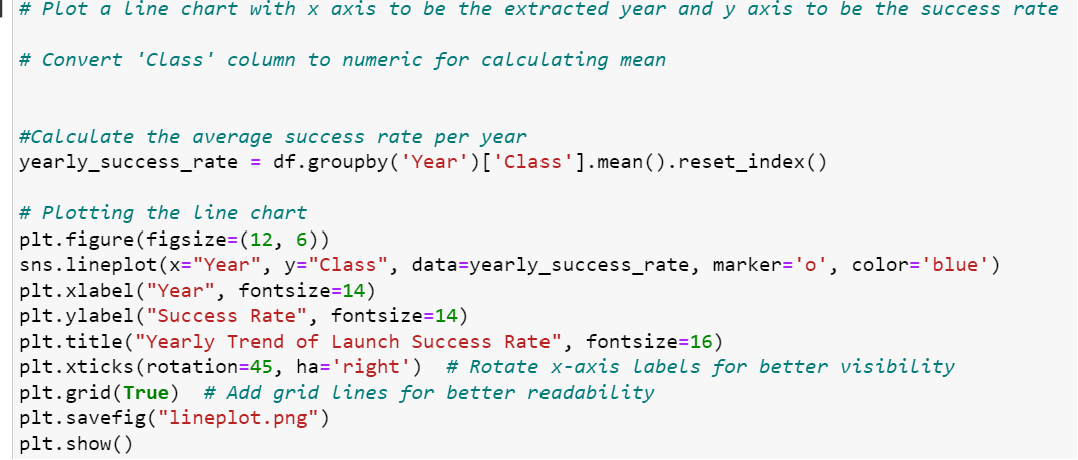 # Plot a line chart with x axis to be the extracted year and y axis to be the success rate
# Convert 'Class' column to numeric for calculating mean
#Calculate the average success rate per year
yearly_success_rate = df.groupby('Year')['Class'].mean().reset_index()
# Plotting the line chart
plt.figure(figsize=(12, 6))
sns.lineplot(x="Year", y="Class", data=yearly_success_rate, marker='o', color='blue')
plt.xlabel("Year", fontsize=14)
plt.ylabel("Success Rate", fontsize=14)
plt.title("Yearly Trend of Launch Success Rate", fontsize=16)
plt.xticks(rotation=45, ha='right')  # Rotate x-axis labels for better visibility
plt.grid(True)  # Add grid lines for better readability
plt.savefig("lineplot.png")
plt.show()